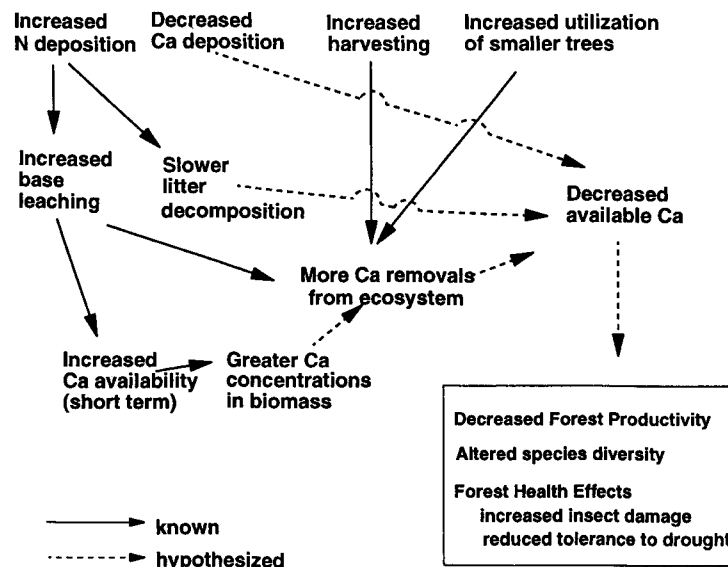 Increased
N deposition
Decreased
Ca deposition
Increased
harvesting
Increased utilization
of smaller trees
Increased
base
leaching
Slower
litter
decomposition
Decreased
available Ca
More Ca removals
from ecosystem
Increased
Ca availability
(short term)
Greater Ca
concentrations
in biomass
Decreased Forest Productivity
Altered species diversity
Forest Health Effects
increased insect damage
reduced tolerance to drought
known
hypothesized